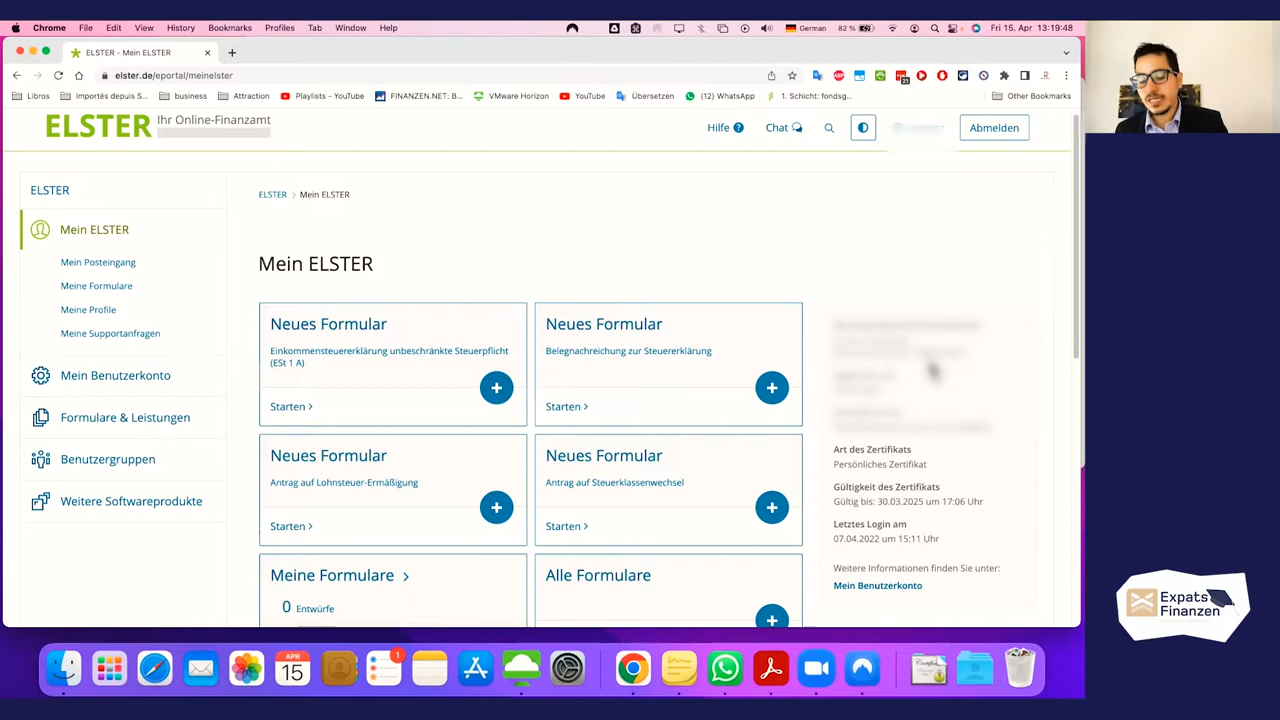 Chrome File Edit View History Bookmarks Profiles Tab Window Help German 82 % Fri 15. Apr 13:19:48
ELSTER - Mein ELSTER
elster.de/eportal/meinelster
21
R
Libros Importés depuis S... business Attraction Playlists - YouTube FINANZEN.NET: B... VMware Horizon YouTube Übersetzen (12) WhatsApp 1. Schicht: fondsg... Other Bookmarks
ELSTER Ihr Online-Finanzamt
Hilfe ? Chat Abmelden
ELSTER
ELSTER > Mein ELSTER
Mein ELSTER
Mein Posteingang
Meine Formulare
Meine Profile
Meine Supportanfragen
Mein Benutzerkonto
Formulare & Leistungen
Benutzergruppen
Weitere Softwareprodukte
Mein ELSTER
Neues Formular
Einkommensteuererklärung unbeschränkte Steuerpflicht
(ESt 1 A)
Starten >
Neues Formular
Belegnachreichung zur Steuererklärung
Starten >
Neues Formular
Antrag auf Lohnsteuer-Ermäßigung
Starten >
Neues Formular
Antrag auf Steuerklassenwechsel
Starten >
Meine Formulare >
0 Entwürfe
Alle Formulare
Art des Zertifikats
Persönliches Zertifikat
Gültigkeit des Zertifikats
Gültig bis: 30.03.2025 um 17:06 Uhr
Letztes Login am
07.04.2022 um 15:11 Uhr
Weitere Informationen finden Sie unter:
Mein Benutzerkonto
Expats
Finanzen
APR
15
1